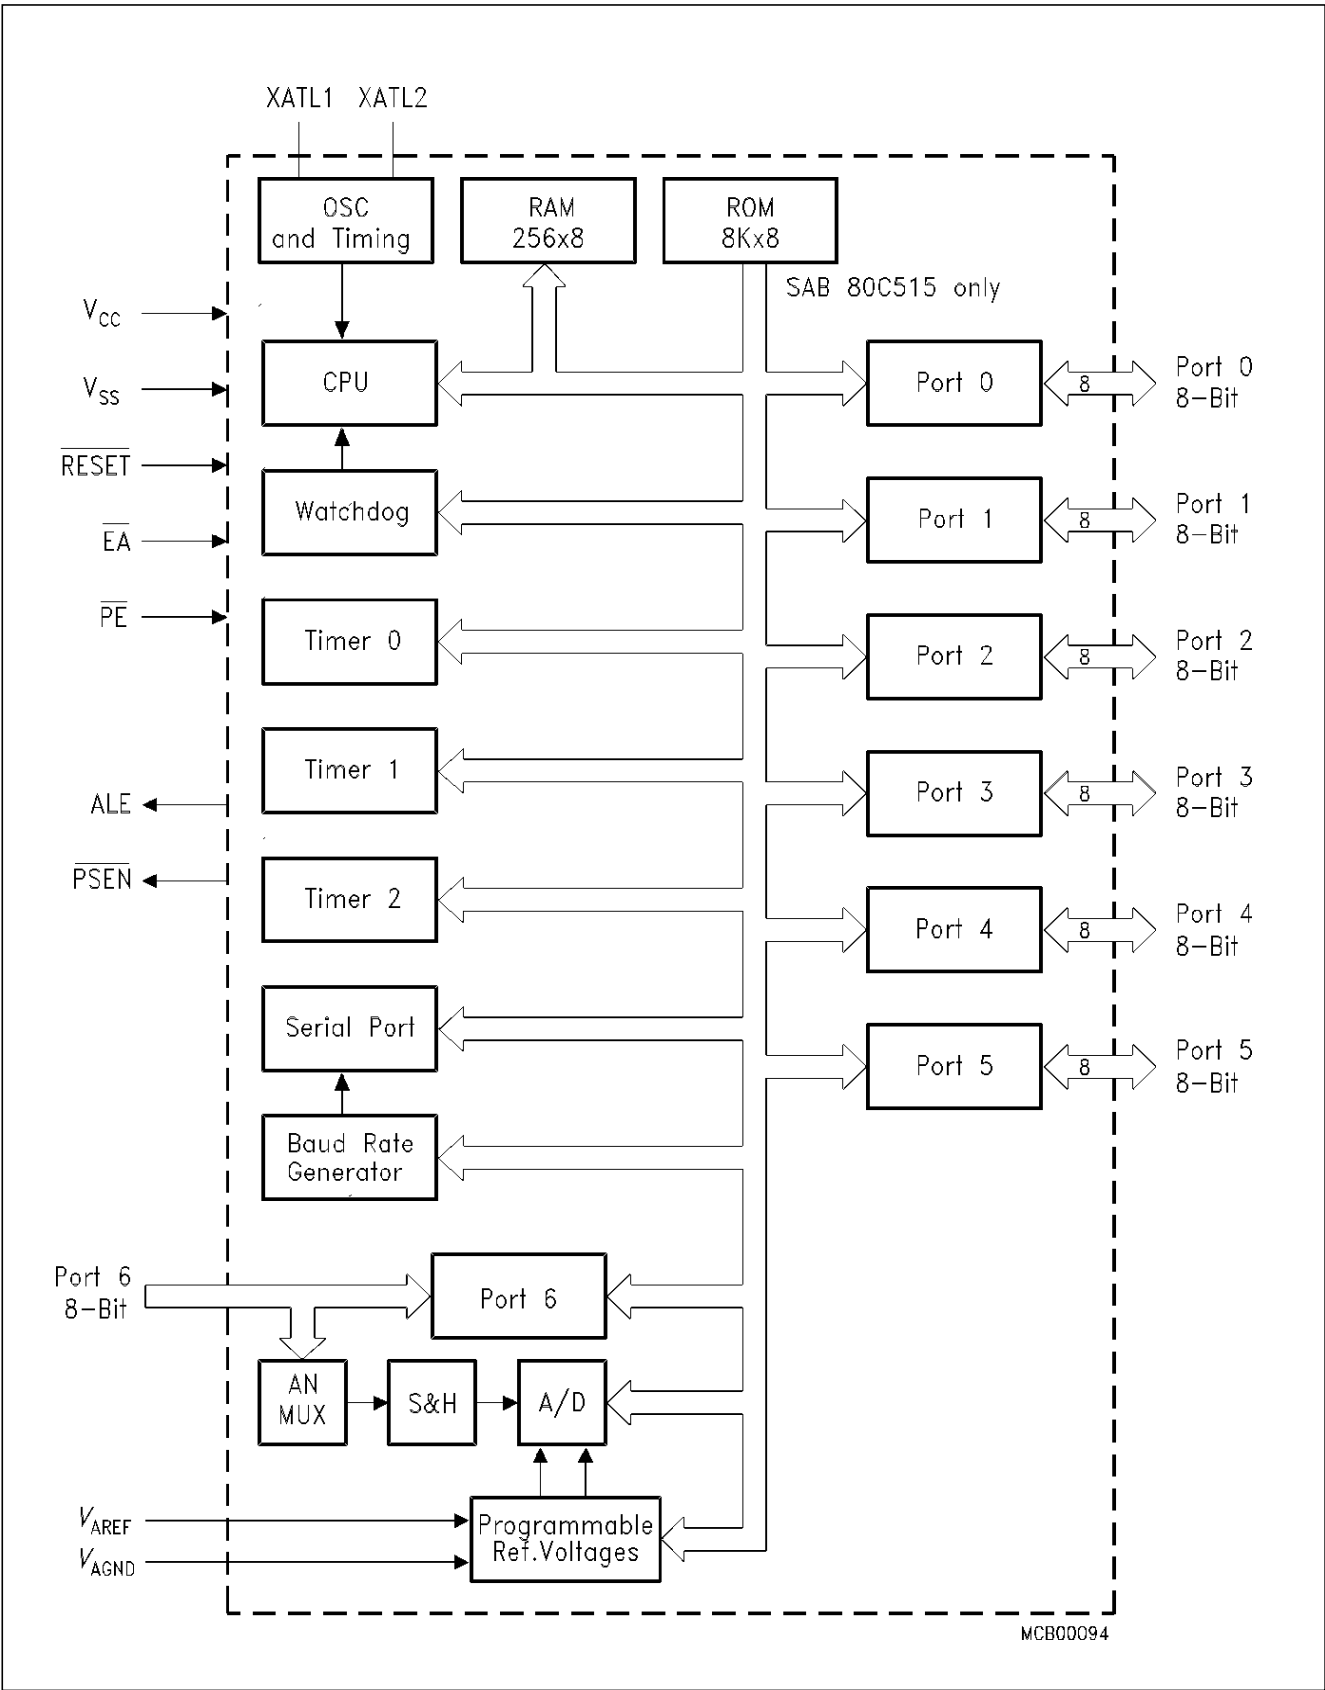 XATL1 XATL2
OSC
and Timing
RAM
256x8
ROM
8Kx8
SAB 80C515 only
VCC
VSS
RESET
EA
PE
ALE
PSEN
CPU
Watchdog
Timer 0
Timer 1
Timer 2
Serial Port
Baud Rate
Generator
Port 0
8
Port 0
8-Bit
Port 1
8
Port 1
8-Bit
Port 2
8
Port 2
8-Bit
Port 3
8
Port 3
8-Bit
Port 4
8
Port 4
8-Bit
Port 5
8
Port 5
8-Bit
Port 6
8-Bit
Port 6
AN
MUX
S&H
A/D
VAREF
VAGND
Programmable
Ref.Voltages
MCB00094